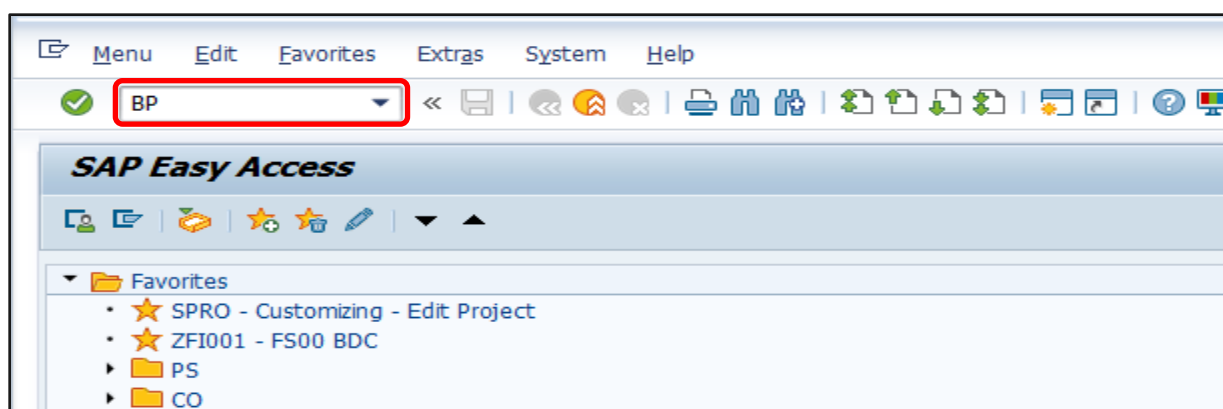 Menu Edit Favorites Extras System Help
BP
SAP Easy Access
Favorites
SPRO - Customizing - Edit Project
ZFI001 - FS00 BDC
PS
CO